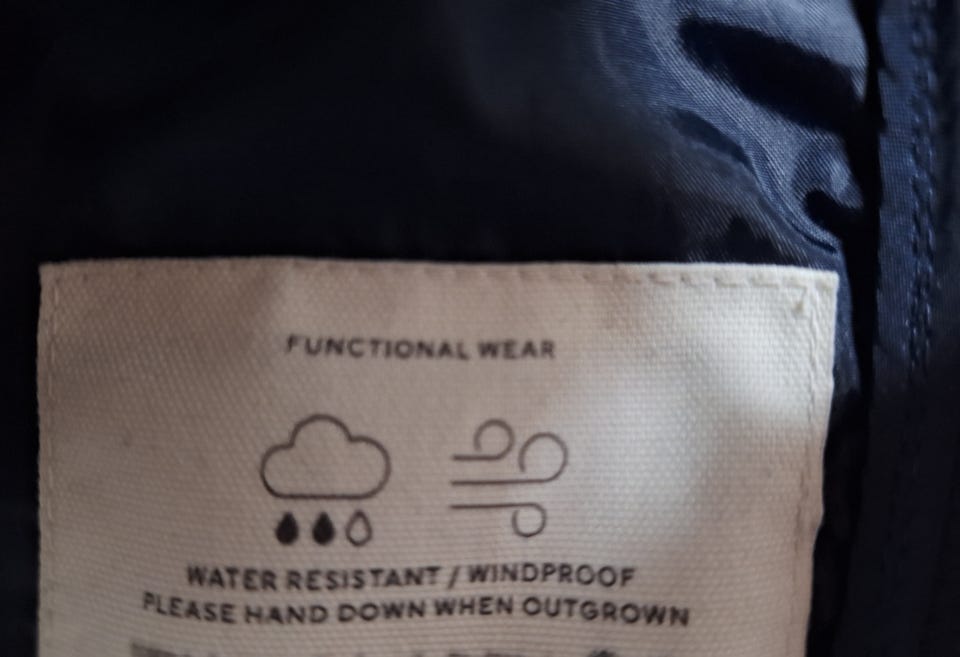 FUNCTIONAL WEAR
WATER RESISTANT / WINDPROOF
PLEASE HAND DOWN WHEN OUTGROWN